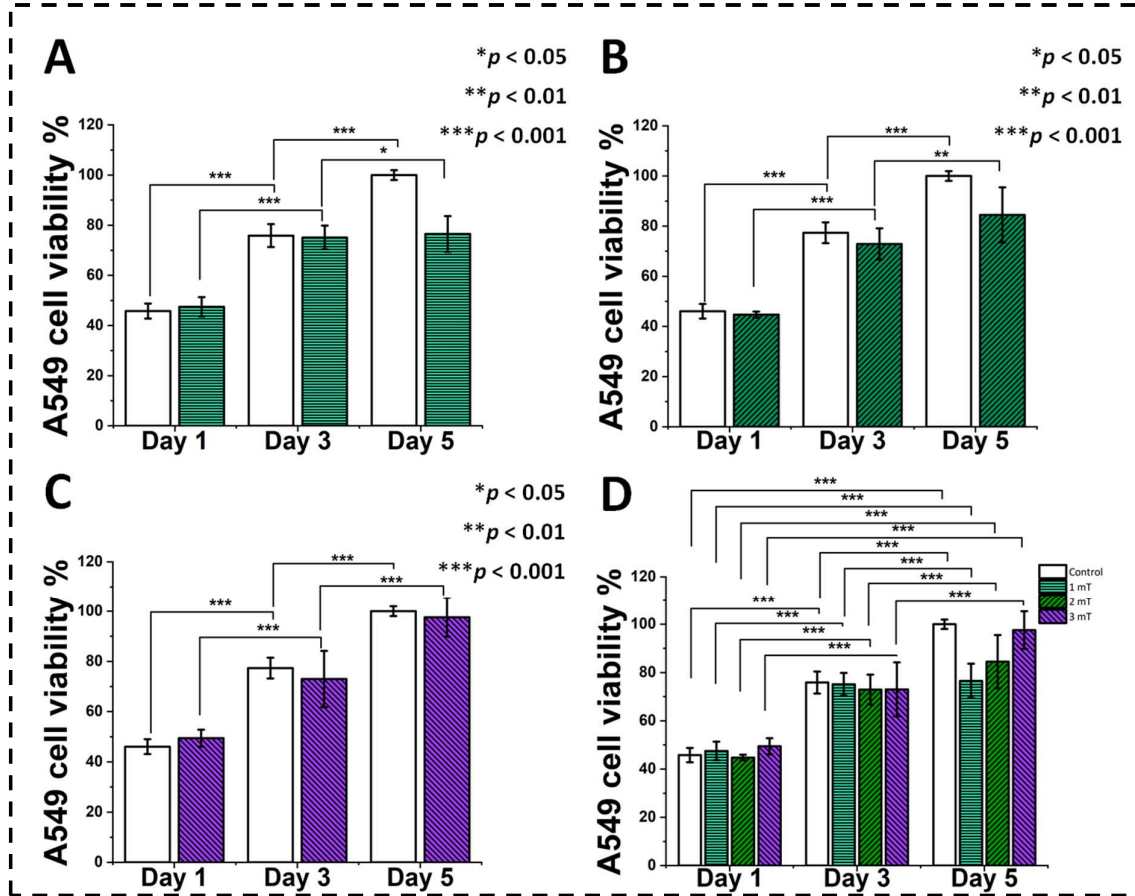 A
*p < 0.05
**p < 0.01
***p < 0.001
A549 cell viability %
120
100
80
60
40
20
0
***
***
***
*
Day 1
Day 3
Day 5
B
*p < 0.05
**p < 0.01
***p < 0.001
A549 cell viability %
120
100
80
60
40
20
0
***
***
***
**
Day 1
Day 3
Day 5
C
*p < 0.05
**p < 0.01
***p < 0.001
A549 cell viability %
120
100
80
60
40
20
0
***
***
***
***
Day 1
Day 3
Day 5
D
A549 cell viability %
120
100
80
60
40
20
0
***
***
***
***
***
***
***
***
***
***
***
***
Control
1 mT
2 mT
3 mT
Day 1
Day 3
Day 5